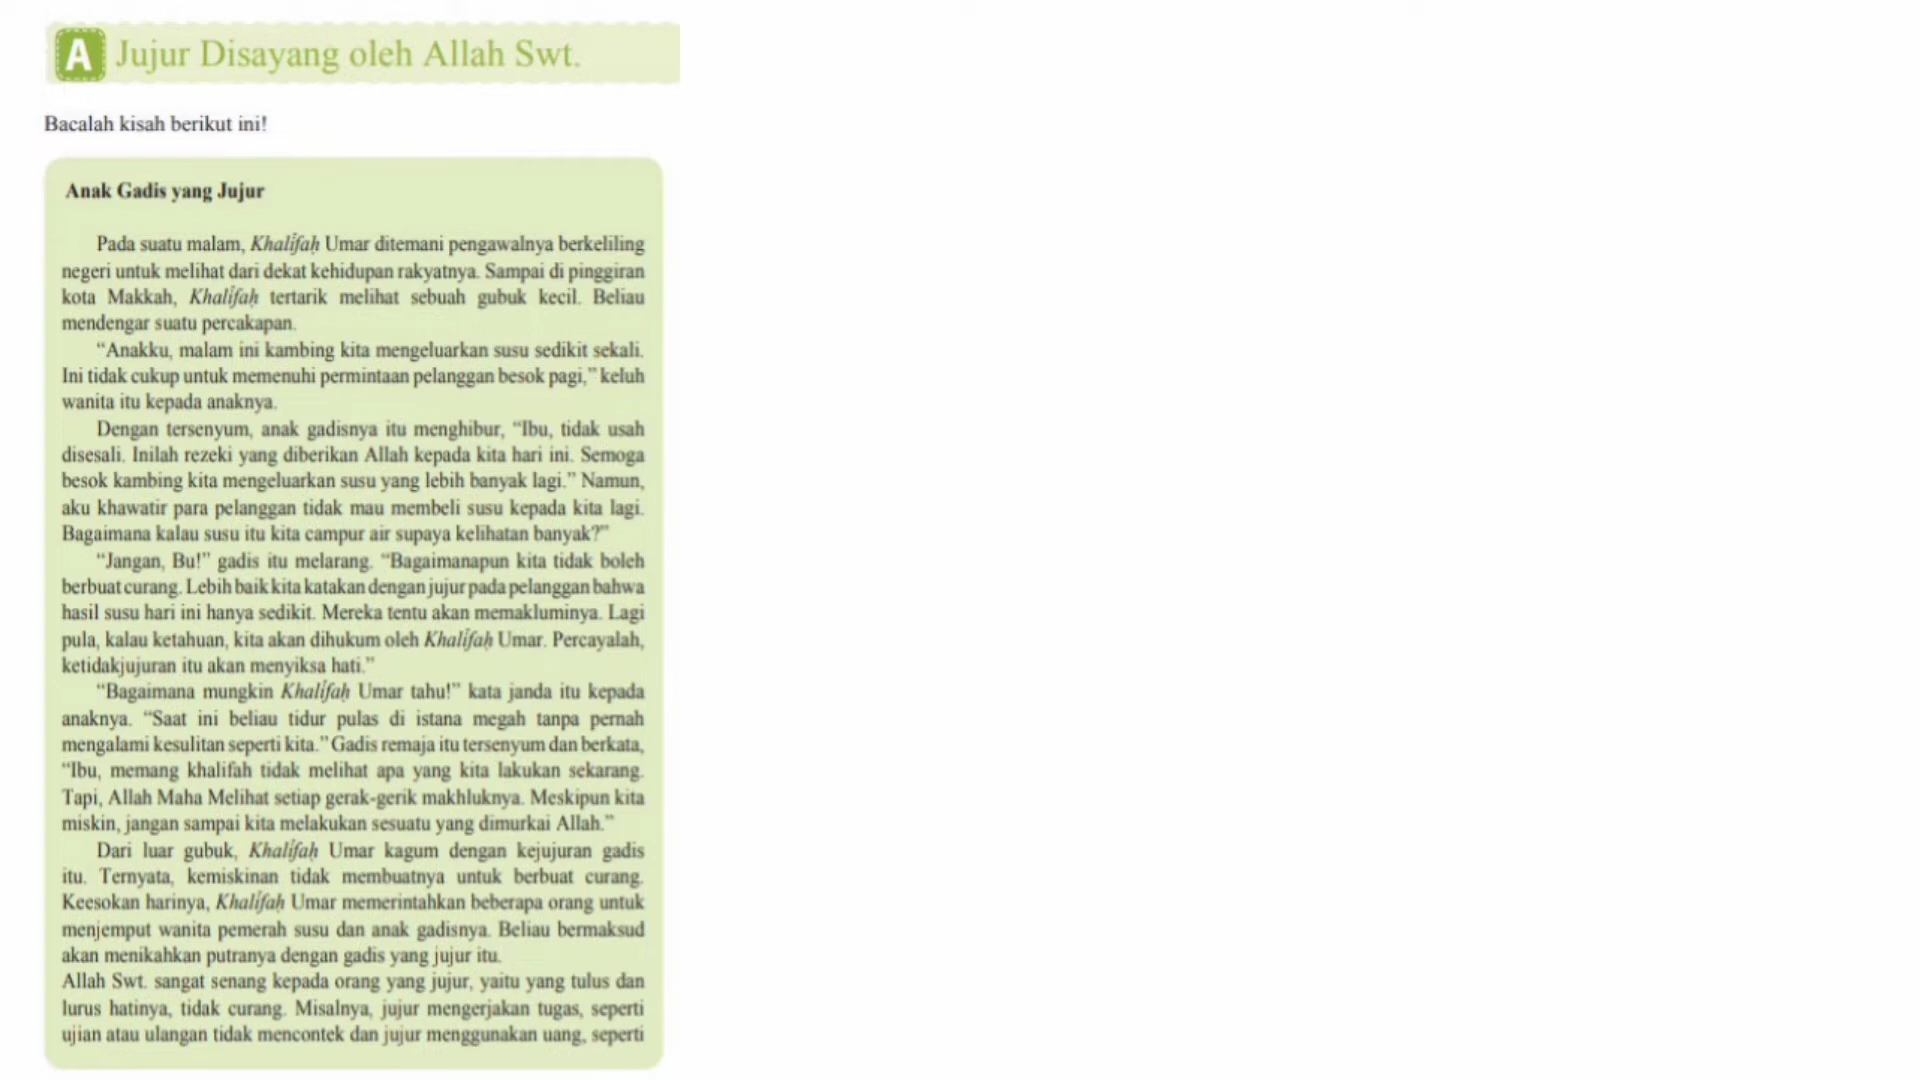 A Jujur Disayang oleh Allah Swt.
Bacalah kisah berikut ini!
Anak Gadis yang Jujur
Pada suatu malam, Khalīfaḥ Umar ditemani pengawalnya berkeliling
negeri untuk melihat dari dekat kehidupan rakyatnya. Sampai di pinggiran
kota Makkah, Khalīfaḥ tertarik melihat sebuah gubuk kecil. Beliau
mendengar suatu percakapan.
“Anakku, malam ini kambing kita mengeluarkan susu sedikit sekali.
Ini tidak cukup untuk memenuhi permintaan pelanggan besok pagi,” keluh
wanita itu kepada anaknya.
Dengan tersenyum, anak gadisnya itu menghibur, “Ibu, tidak usah
disesali. Inilah rezeki yang diberikan Allah kepada kita hari ini. Semoga
besok kambing kita mengeluarkan susu yang lebih banyak lagi.” Namun,
aku khawatir para pelanggan tidak mau membeli susu kepada kita lagi.
Bagaimana kalau susu itu kita campur air supaya kelihatan banyak?”
“Jangan, Bu!” gadis itu melarang. “Bagaimanapun kita tidak boleh
berbuat curang. Lebih baik kita katakan dengan jujur pada pelanggan bahwa
hasil susu hari ini hanya sedikit. Mereka tentu akan memakluminya. Lagi
pula, kalau ketahuan, kita akan dihukum oleh Khalīfaḥ Umar. Percayalah,
ketidakjujuran itu akan menyiksa hati.”
“Bagaimana mungkin Khalīfaḥ Umar tahu!” kata janda itu kepada
anaknya. “Saat ini beliau tidur pulas di istana megah tanpa pernah
mengalami kesulitan seperti kita.” Gadis remaja itu tersenyum dan berkata,
“Ibu, memang khalifah tidak melihat apa yang kita lakukan sekarang.
Tapi, Allah Maha Melihat setiap gerak-gerik makhluknya. Meskipun kita
miskin, jangan sampai kita melakukan sesuatu yang dimurkai Allah.”
Dari luar gubuk, Khalīfaḥ Umar kagum dengan kejujuran gadis
itu. Ternyata, kemiskinan tidak membuatnya untuk berbuat curang.
Keesokan harinya, Khalīfaḥ Umar memerintahkan beberapa orang untuk
menjemput wanita pemerah susu dan anak gadisnya. Beliau bermaksud
akan menikahkan putranya dengan gadis yang jujur itu.
Allah Swt. sangat senang kepada orang yang jujur, yaitu yang tulus dan
lurus hatinya, tidak curang. Misalnya, jujur mengerjakan tugas, seperti
ujian atau ulangan tidak mencontek dan jujur menggunakan uang, seperti